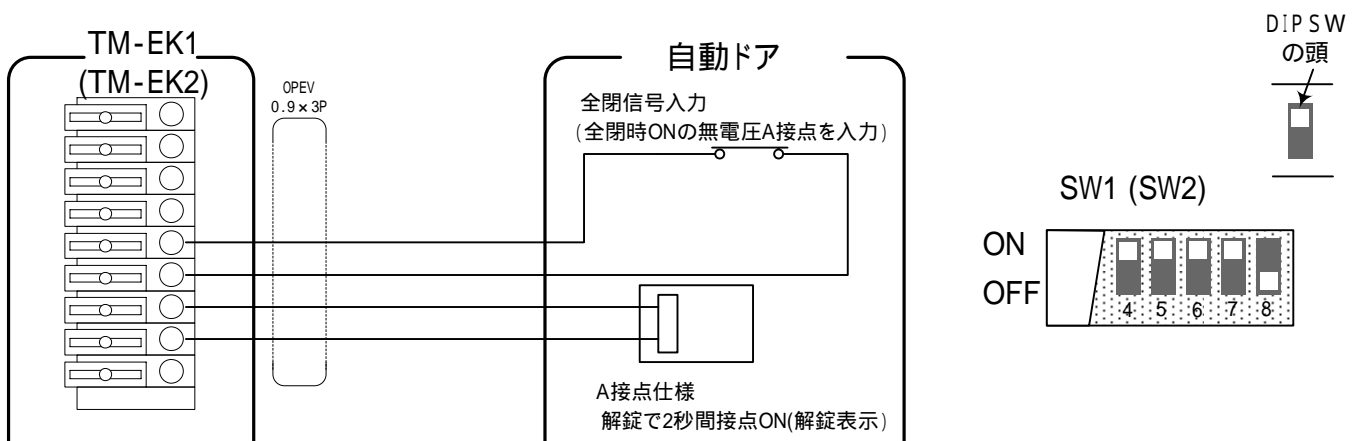 TM-EK1
(TM-EK2)
OPEV
0.9×3P
自動ドア
全閉信号入力
(全閉時ONの無電圧A接点を入力)
A接点仕様
解錠で2秒間接点ON(解錠表示)
DIPSW
の頭
SW1 (SW2)
ON
OFF
4 5 6 7 8